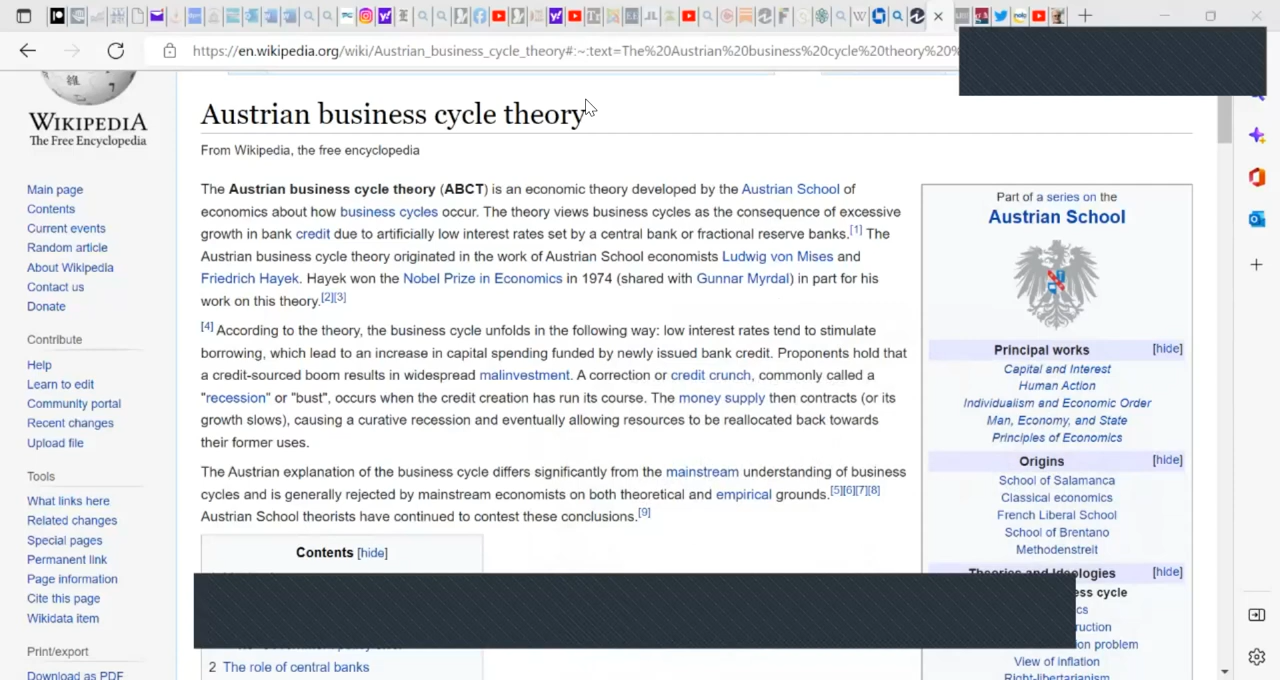 https://en.wikipedia.org/wiki/Austrian_business_cycle_theory#:~:text=The%20Austrian%20business%20cycle%20theory%20%
WIKIPEDIA
The Free Encyclopedia
Main page
Contents
Current events
Random article
About Wikipedia
Contact us
Donate
Contribute
Help
Learn to edit
Community portal
Recent changes
Upload file
Tools
What links here
Related changes
Special pages
Permanent link
Page information
Cite this page
Wikidata item
Print/export
Download as PDF
Austrian business cycle theory
From Wikipedia, the free encyclopedia
The Austrian business cycle theory (ABCT) is an economic theory developed by the Austrian School of
economics about how business cycles occur. The theory views business cycles as the consequence of excessive
growth in bank credit due to artificially low interest rates set by a central bank or fractional reserve banks.[1] The
Austrian business cycle theory originated in the work of Austrian School economists Ludwig von Mises and
Friedrich Hayek. Hayek won the Nobel Prize in Economics in 1974 (shared with Gunnar Myrdal) in part for his
work on this theory.[2][3]
[4] According to the theory, the business cycle unfolds in the following way: low interest rates tend to stimulate
borrowing, which lead to an increase in capital spending funded by newly issued bank credit. Proponents hold that
a credit-sourced boom results in widespread malinvestment. A correction or credit crunch, commonly called a
"recession" or "bust", occurs when the credit creation has run its course. The money supply then contracts (or its
growth slows), causing a curative recession and eventually allowing resources to be reallocated back towards
their former uses.
The Austrian explanation of the business cycle differs significantly from the mainstream understanding of business
cycles and is generally rejected by mainstream economists on both theoretical and empirical grounds.[5][6][7][8]
Austrian School theorists have continued to contest these conclusions.[9]
Contents [hide]
2 The role of central banks
Part of a series on the
Austrian School
Principal works [hide]
Capital and Interest
Human Action
Individualism and Economic Order
Man, Economy, and State
Principles of Economics
Origins [hide]
School of Salamanca
Classical economics
French Liberal School
School of Brentano
Methodenstreit
Theories and Ideologies [hide]
ess cycle
cs
ruction
on problem
View of inflation
Right-libertarianism